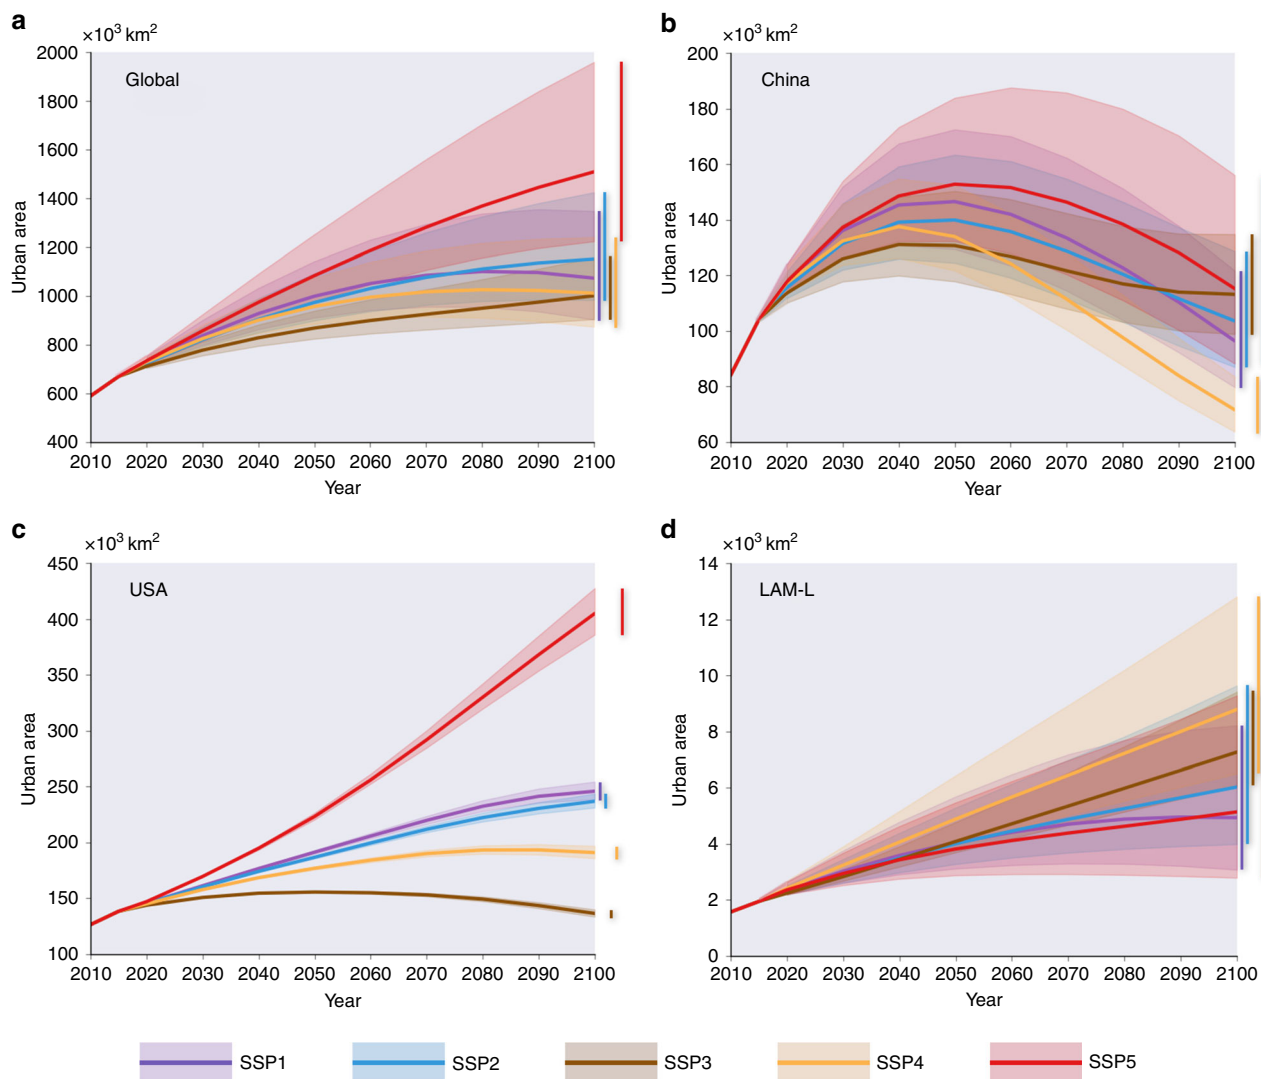 a
×10³ km²
Global
Urban area
2000
1800
1600
1400
1200
1000
800
600
400
2010 2020 2030 2040 2050 2060 2070 2080 2090 2100
Year
b
×10³ km²
China
Urban area
200
180
160
140
120
100
80
60
2010 2020 2030 2040 2050 2060 2070 2080 2090 2100
Year
c
×10³ km²
USA
Urban area
450
400
350
300
250
200
150
100
2010 2020 2030 2040 2050 2060 2070 2080 2090 2100
Year
d
×10³ km²
LAM-L
Urban area
14
12
10
8
6
4
2
0
2010 2020 2030 2040 2050 2060 2070 2080 2090 2100
Year
SSP1 SSP2 SSP3 SSP4 SSP5